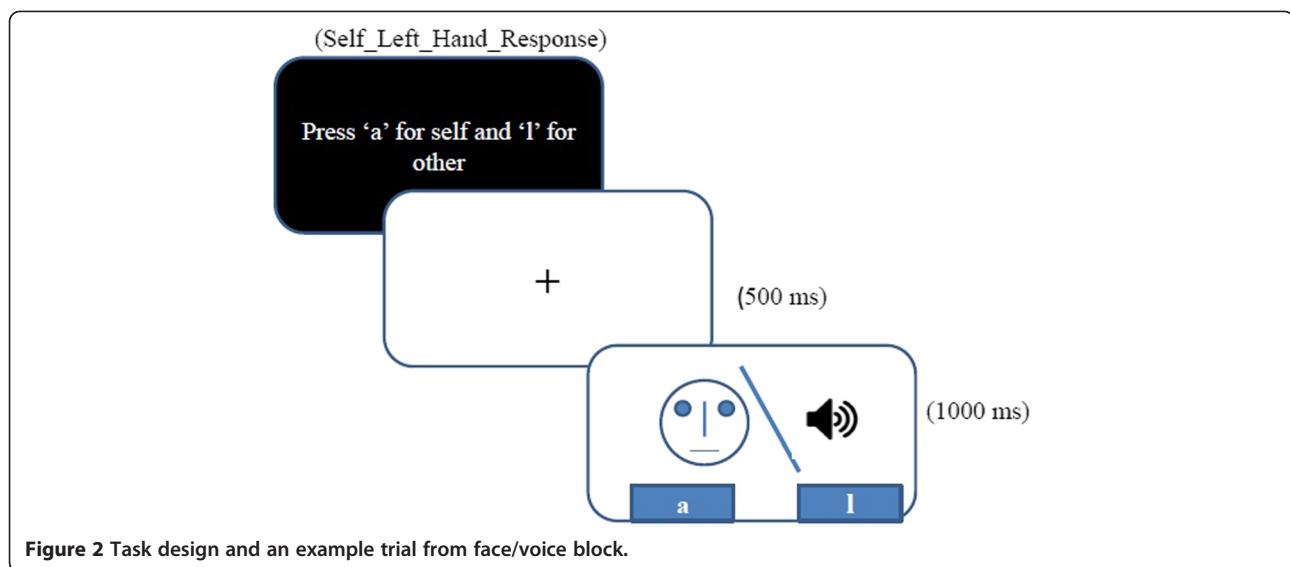 (Self_Left_Hand_Response)
Press ‘a’ for self and ‘l’ for
other
+
(500 ms)
(1000 ms)
a
l
Figure 2 Task design and an example trial from face/voice block.